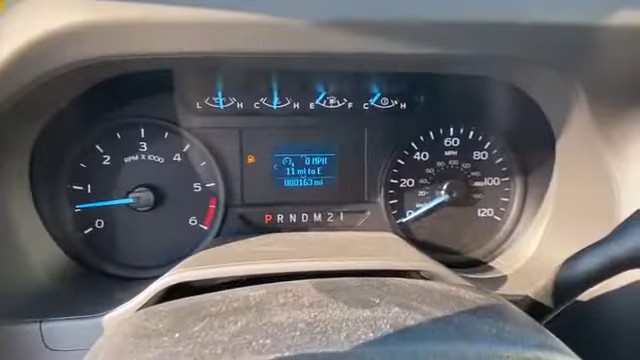 L H C H E F C H
0 1 2 3 4 5 6
RPM X 1000
0 MPH
11 mi to E
000163 mi
P R N D M 2 1
0 20 40 60 80 100 120
MPH